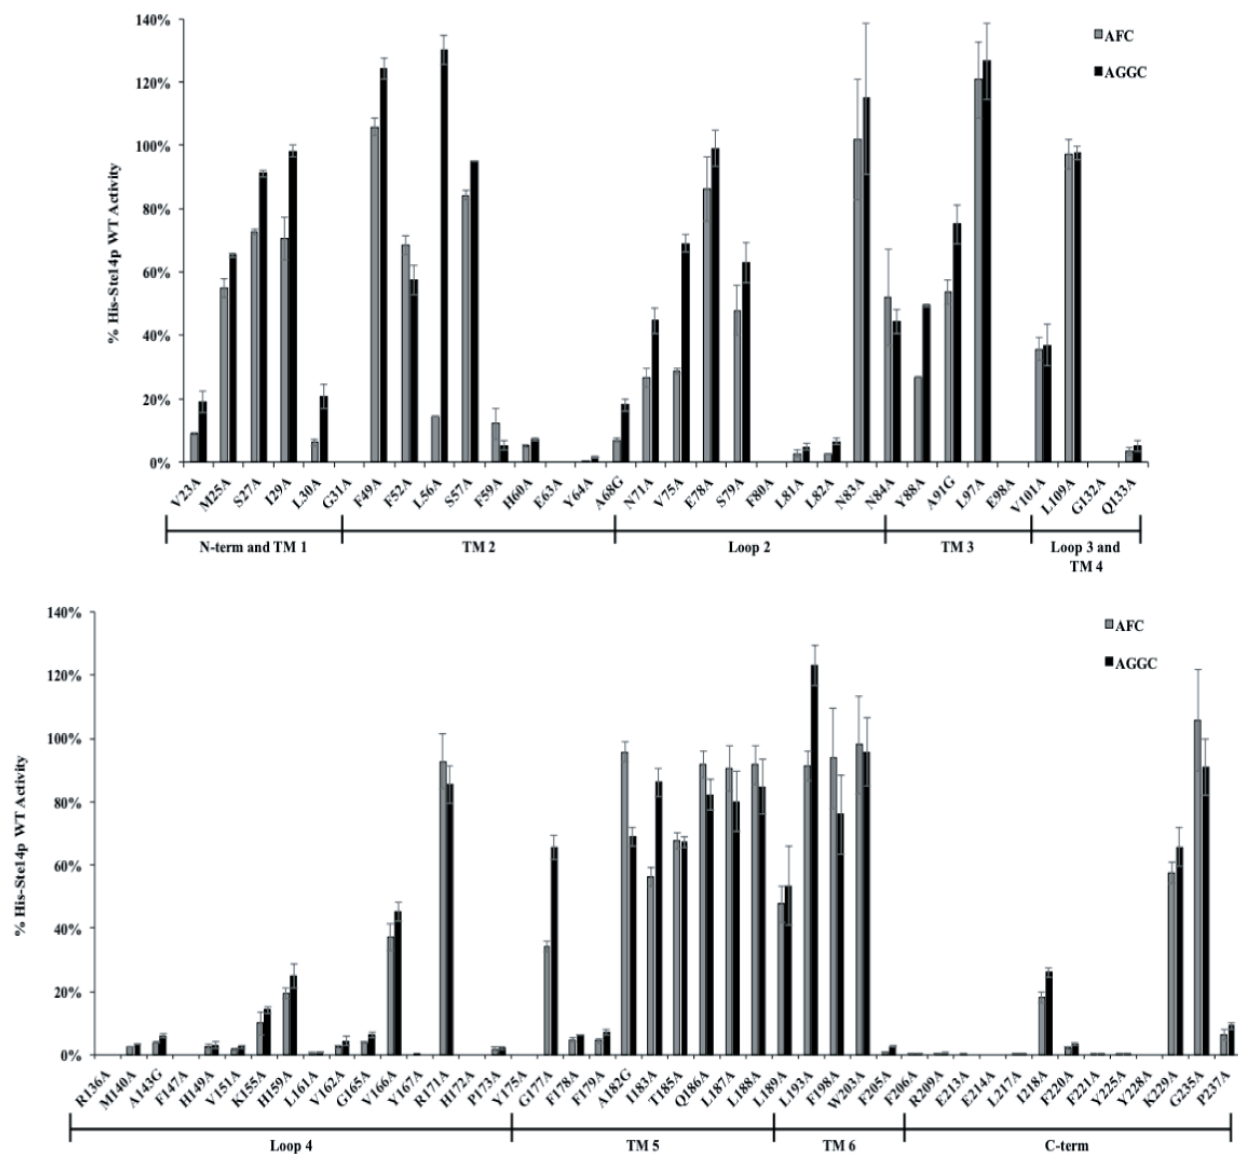 140%
120%
100%
80%
60%
40%
20%
0%
% His-Ste14p WT Activity
AFC
AGGC
V23A M25A S27A I29A L30A G31A F49A F52A L56A S57A F59A H60A E63A Y64A A68G N71A V75A E78A S79A F80A L81A L82A N83A N84A Y88A A91G L97A E98A V101A L109A G132A Q133A
N-term and TM 1 TM 2 Loop 2 TM 3 Loop 3 and
TM 4
140%
120%
100%
80%
60%
40%
20%
0%
% His-Ste14p WT Activity
AFC
AGGC
R136A M140A A143G F147A H149A V151A K155A H159A L161A V162A G165A V166A Y167A R171A H172A P173A Y175A G177A F178A F179A A182G I183A T185A Q186A L187A L188A L189A L193A F198A W203A F205A F206A R209A E213A E214A L217A I218A F220A F221A Y225A Y228A K229A G235A P237A
Loop 4 TM 5 TM 6 C-term